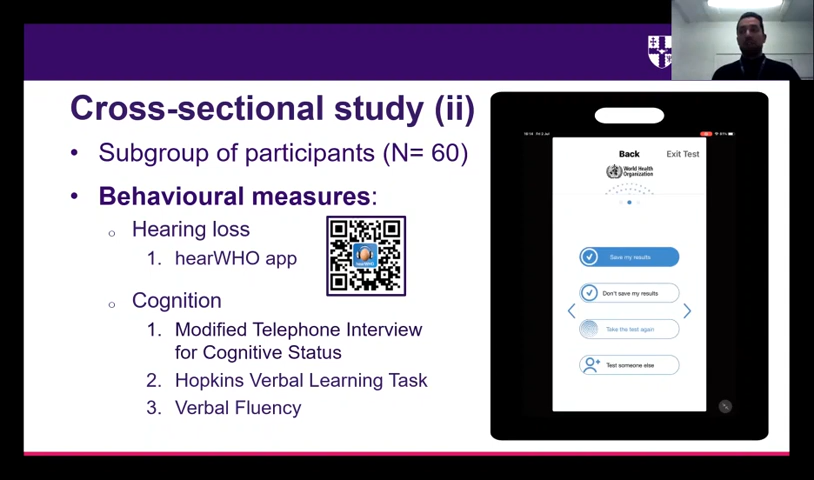 Cross-sectional study (ii)
• Subgroup of participants (N= 60)
• Behavioural measures:
○ Hearing loss
1. hearWHO app
hearWHO
○ Cognition
1. Modified Telephone Interview
for Cognitive Status
2. Hopkins Verbal Learning Task
3. Verbal Fluency
Back
Exit Test
World Health
Organization
Save my results
Don't save my results
Take the test again
Test someone else